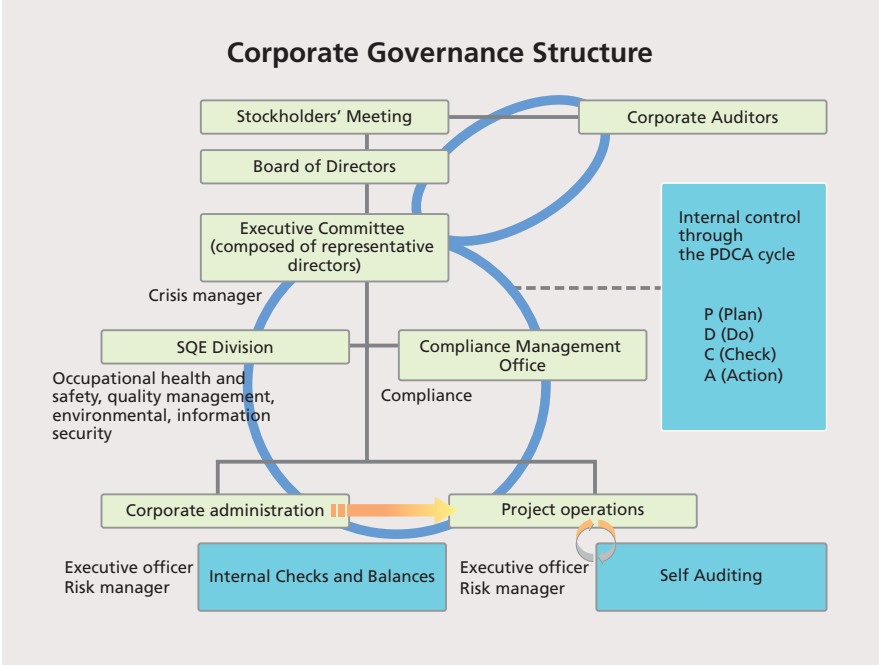 Corporate Governance Structure
Stockholders’ Meeting
Corporate Auditors
Board of Directors
Executive Committee
(composed of representative
directors)
Crisis manager
Internal control
through
the PDCA cycle
P (Plan)
D (Do)
C (Check)
A (Action)
SQE Division
Compliance Management
Office
Occupational health and
safety, quality management,
environmental, information
security
Compliance
Corporate administration
Project operations
Executive officer
Risk manager
Internal Checks and Balances
Executive officer
Risk manager
Self Auditing